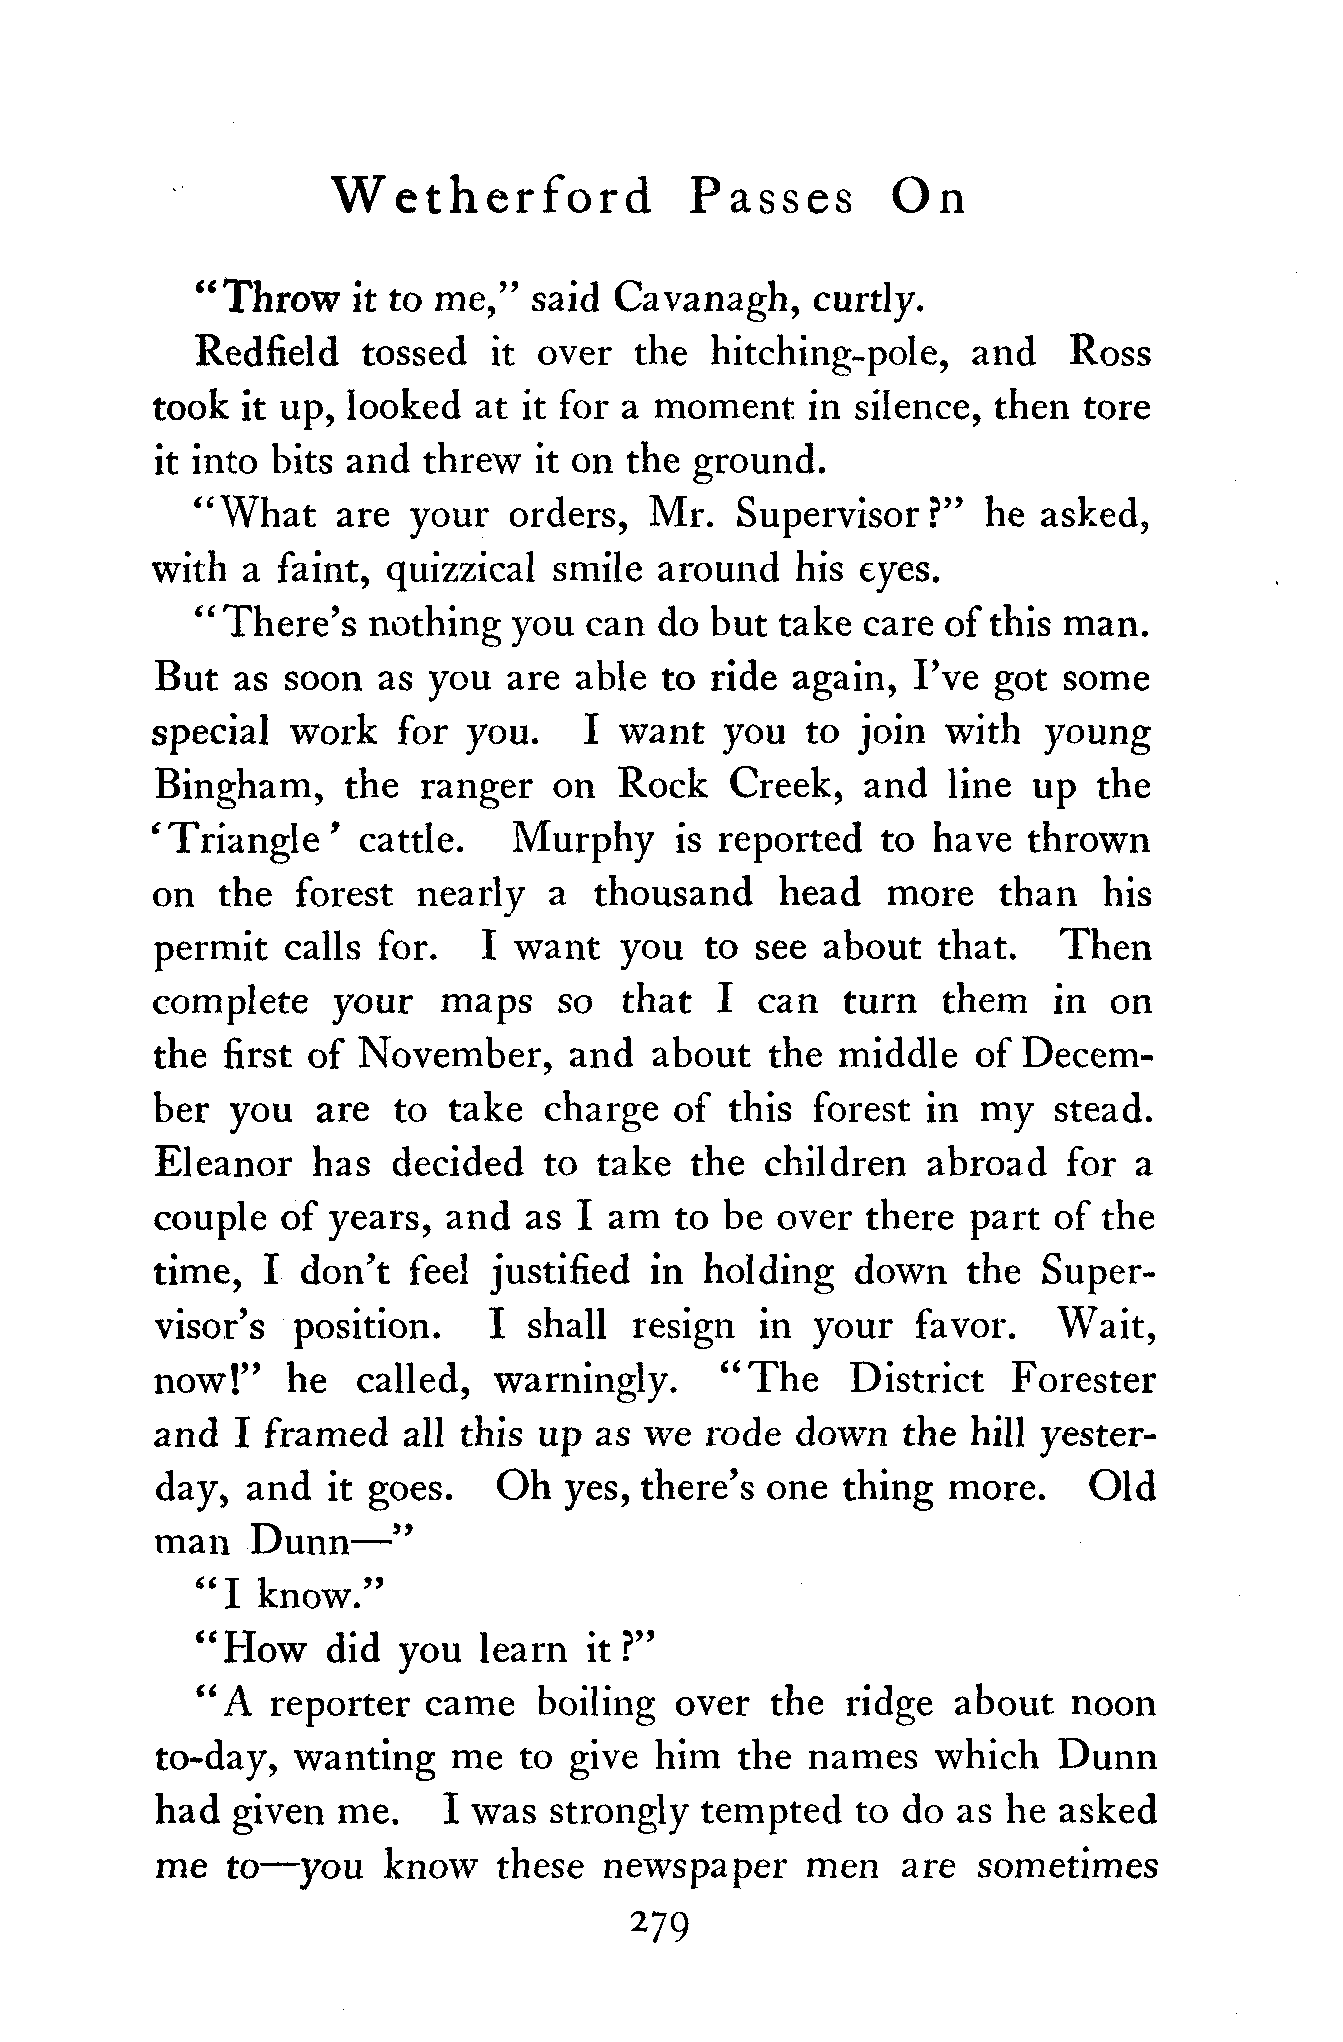 Wetherford Passes On
"Throw it to me," said Cavanagh, curtly.
Redfield tossed it over the hitching-pole, and Ross
took it up, looked at it for a moment in silence, then tore
it into bits and threw it on the ground.
"What are your orders, Mr. Supervisor?" he asked,
with a faint, quizzical smile around his eyes.
"There's nothing you can do but take care of this man.
But as soon as you are able to ride again, I've got some
special work for you. I want you to join with young
Bingham, the ranger on Rock Creek, and line up the
'Triangle' cattle. Murphy is reported to have thrown
on the forest nearly a thousand head more than his
permit calls for. I want you to see about that. Then
complete your maps so that I can turn them in on
the first of November, and about the middle of Decem-
ber you are to take charge of this forest in my stead.
Eleanor has decided to take the children abroad for a
couple of years, and as I am to be over there part of the
time, I don't feel justified in holding down the Super-
visor's position. I shall resign in your favor. Wait,
now!" he called, warningly. "The District Forester
and I framed all this up as we rode down the hill yester-
day, and it goes. Oh yes, there's one thing more. Old
man Dunn—"
"I know."
"How did you learn it?"
"A reporter came boiling over the ridge about noon
to-day, wanting me to give him the names which Dunn
had given me. I was strongly tempted to do as he asked
me to—you know these newspaper men are sometimes
279